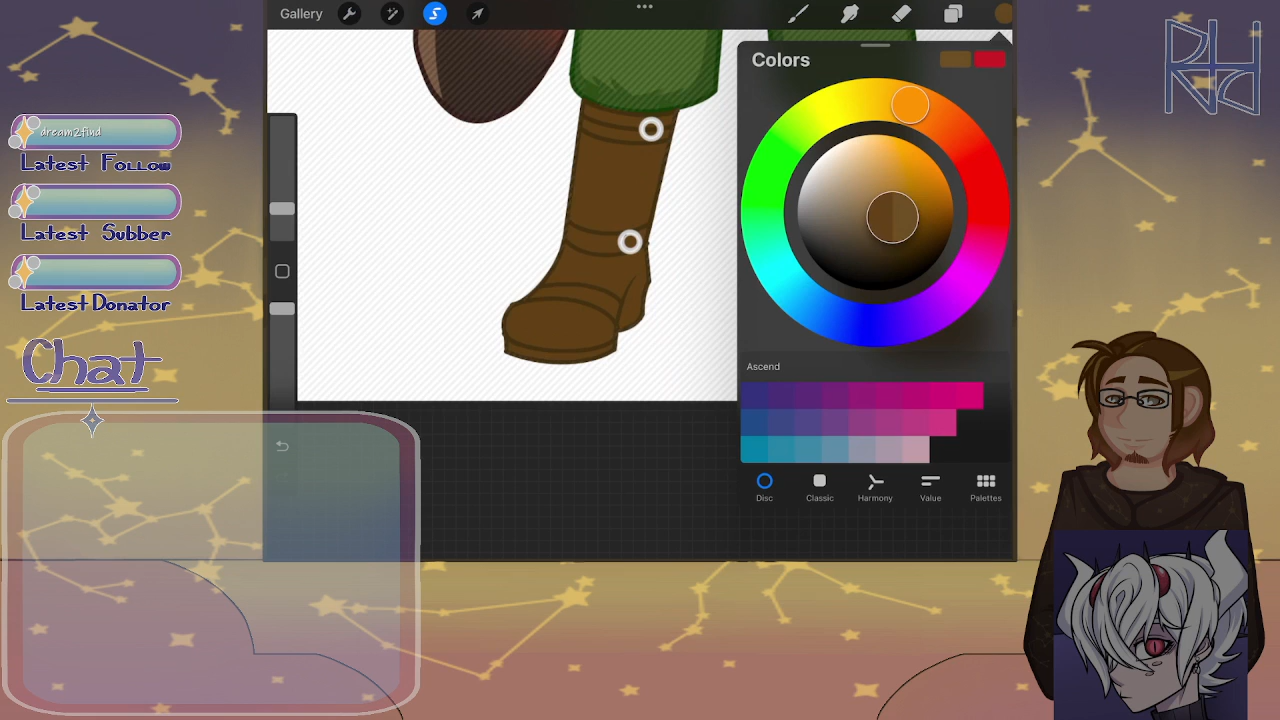 Gallery
Colors
dream2find
Latest Follow
Latest Subber
Latest Donator
Chat
Ascend
Disc
Classic
Harmony
Value
Palettes